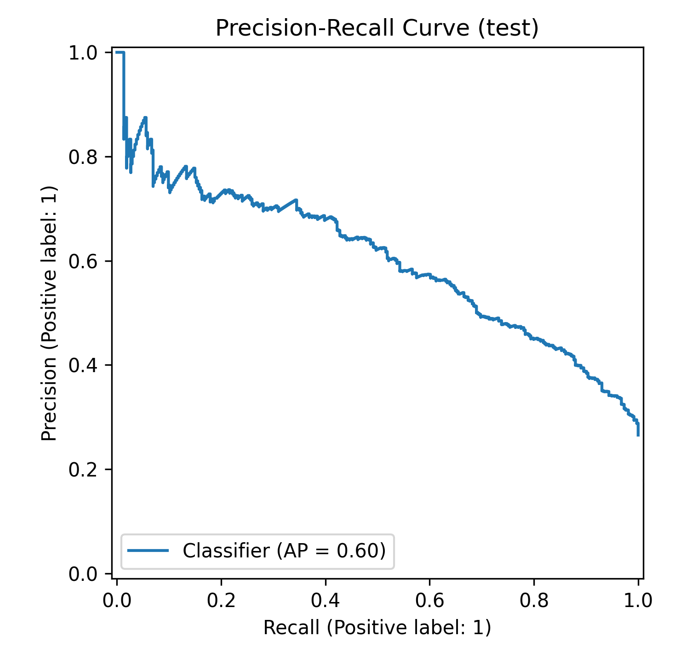 Precision-Recall Curve (test)
Precision (Positive label: 1)
1.0
0.8
0.6
0.4
0.2
0.0
Classifier (AP = 0.60)
0.0 0.2 0.4 0.6 0.8 1.0
Recall (Positive label: 1)